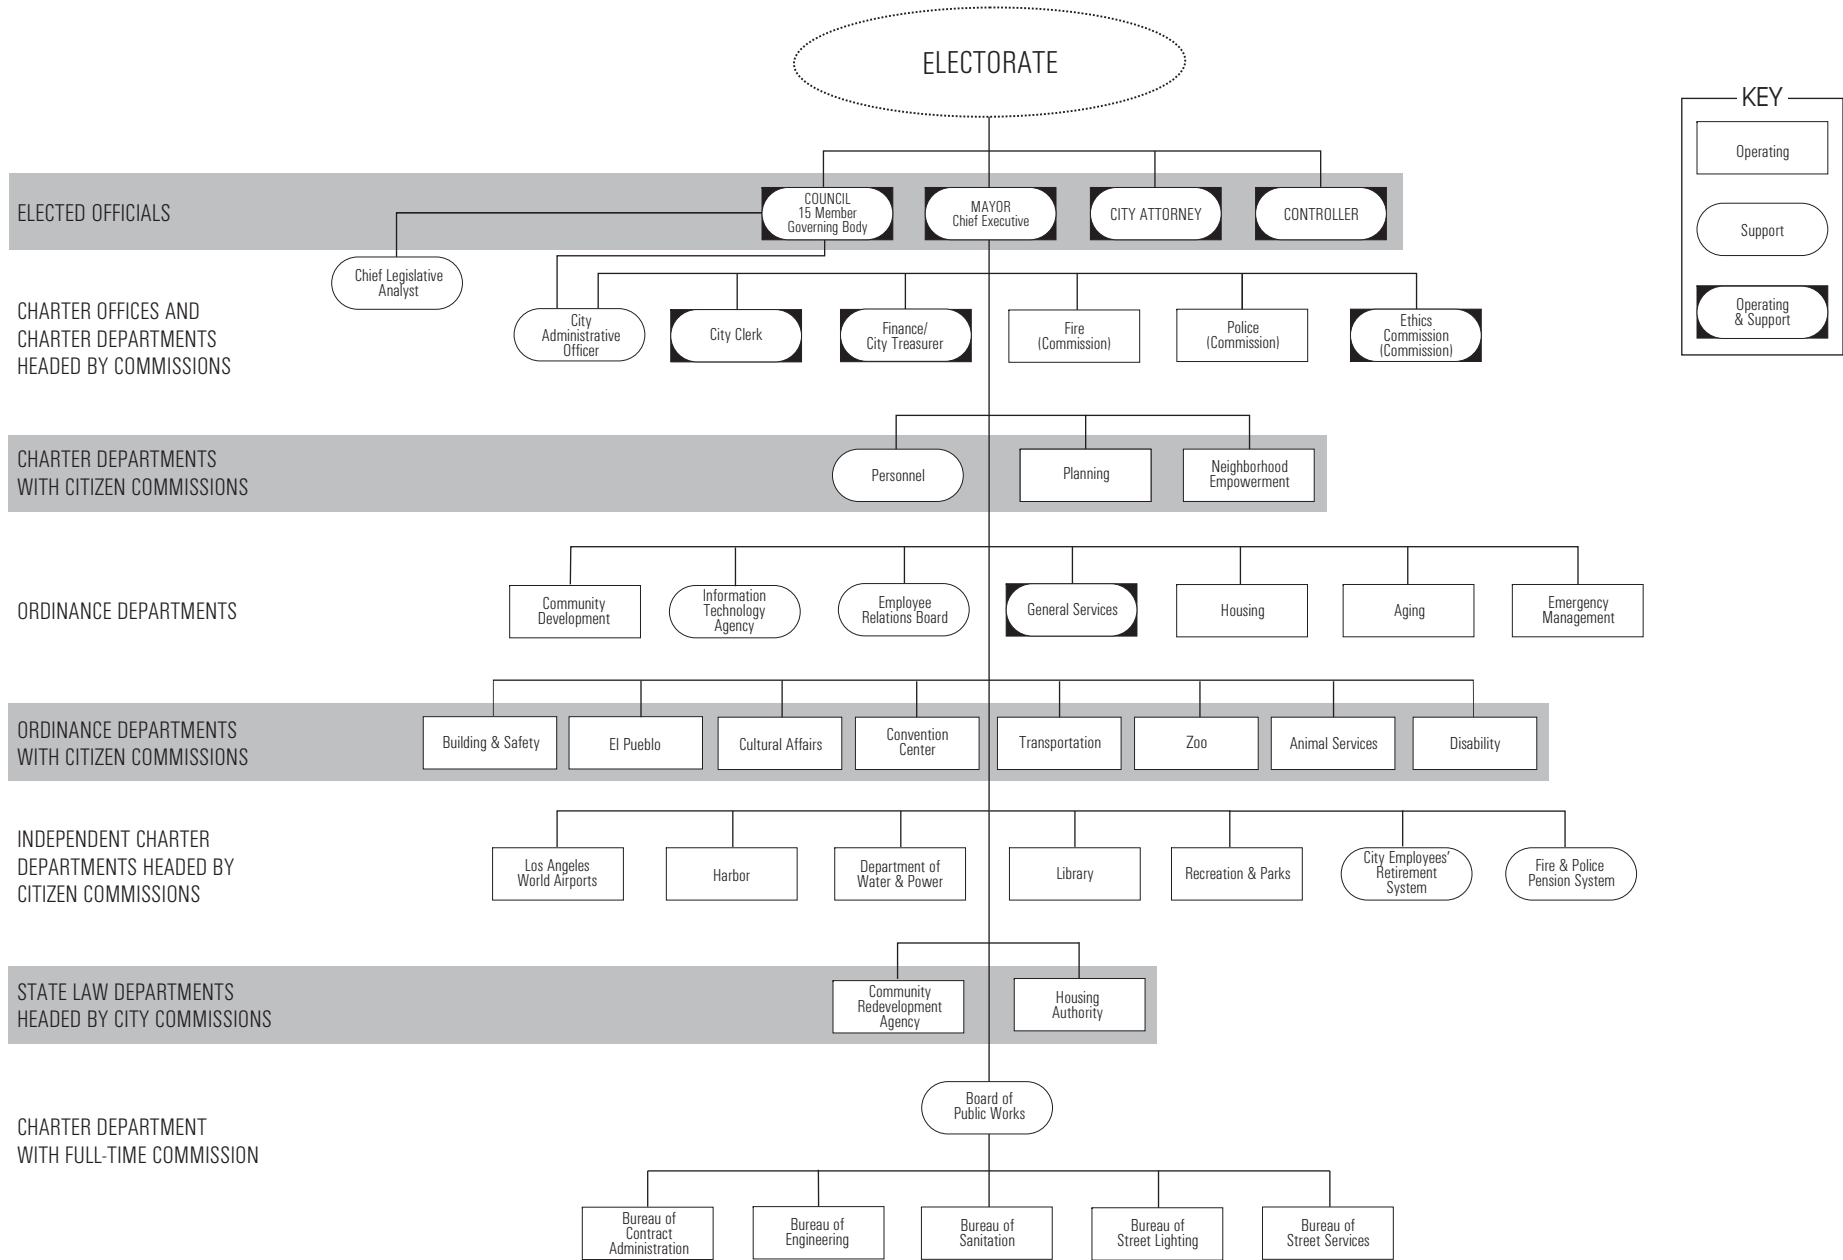 ELECTORATE
KEY
Operating
Support
Operating
& Support
ELECTED OFFICIALS
COUNCIL
15 Member
Governing Body
MAYOR
Chief Executive
CITY ATTORNEY
CONTROLLER
Chief Legislative
Analyst
CHARTER OFFICES AND
CHARTER DEPARTMENTS
HEADED BY COMMISSIONS
City
Administrative
Officer
City Clerk
Finance/
City Treasurer
Fire
(Commission)
Police
(Commission)
Ethics
Commission
(Commission)
CHARTER DEPARTMENTS
WITH CITIZEN COMMISSIONS
Personnel
Planning
Neighborhood
Empowerment
ORDINANCE DEPARTMENTS
Community
Development
Information
Technology
Agency
Employee
Relations Board
General Services
Housing
Aging
Emergency
Management
ORDINANCE DEPARTMENTS
WITH CITIZEN COMMISSIONS
Building & Safety
El Pueblo
Cultural Affairs
Convention
Center
Transportation
Zoo
Animal Services
Disability
INDEPENDENT CHARTER
DEPARTMENTS HEADED BY
CITIZEN COMMISSIONS
Los Angeles
World Airports
Harbor
Department of
Water & Power
Library
Recreation & Parks
City Employees’
Retirement
System
Fire & Police
Pension System
STATE LAW DEPARTMENTS
HEADED BY CITY COMMISSIONS
Community
Redevelopment
Agency
Housing
Authority
CHARTER DEPARTMENT
WITH FULL-TIME COMMISSION
Board of
Public Works
Bureau of
Contract
Administration
Bureau of
Engineering
Bureau of
Sanitation
Bureau of
Street Lighting
Bureau of
Street Services